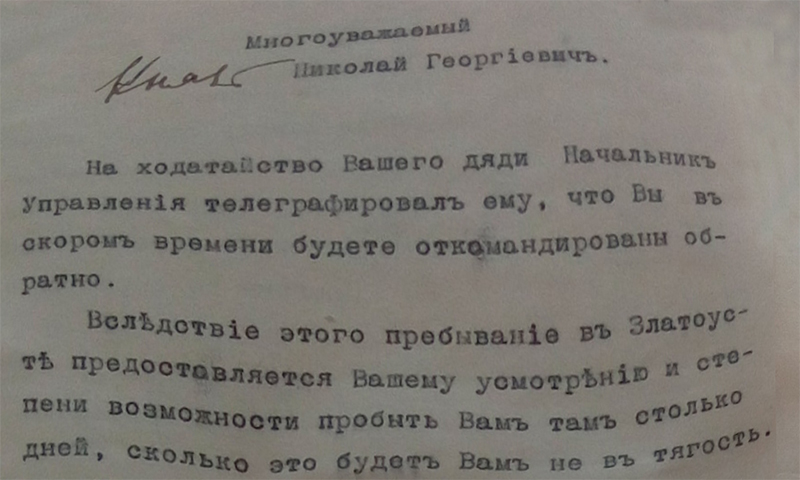 Многоуважаемый
Князь Николай Георгіевичъ.
На ходатайство Вашего дяди Начальникъ
Управленія телеграфировалъ ему, что Вы въ
скоромъ времени будете откомандированы об-
ратно.
Вслѣдствіе этого пребываніе въ Златоус-
тѣ предоставляется Вашему усмотрѣнію и сте-
пени возможности пробыть Вамъ тамъ столько
дней, сколько это будетъ Вамъ не въ тягость.